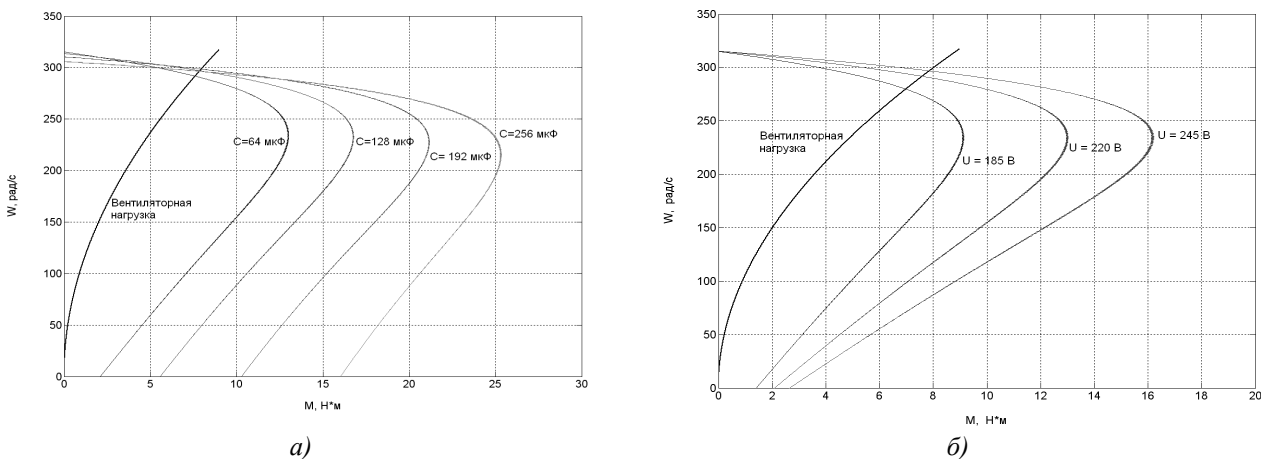 350
300
250
200
150
100
50
0
W, рад/с
0
5
10
15
20
25
30
М, Н*м
Вентиляторная
нагрузка
C=64 мкФ
C=128 мкФ
C= 192 мкФ
C=256 мкФ
а)
350
300
250
200
150
100
50
0
W, рад/с
0
2
4
6
8
10
12
14
16
18
20
М, Н*м
Вентиляторная
нагрузка
U = 185 В
U = 220 В
U = 245 В
б)